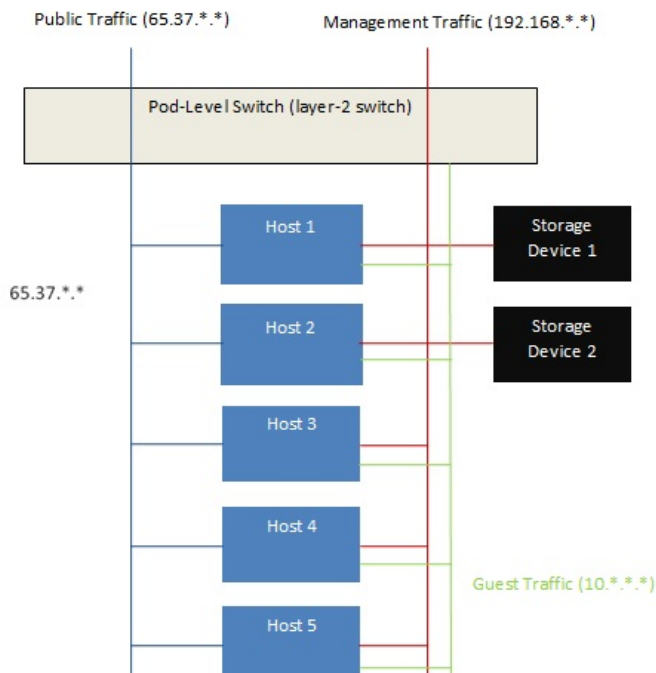 Public Traffic (65.37.*.*)
Management Traffic (192.168.*.*)
Pod-Level Switch (layer-2 switch)
Host 1
Storage
Device 1
65.37.*.*
Host 2
Storage
Device 2
Host 3
Host 4
Guest Traffic (10.*.*.*)
Host 5